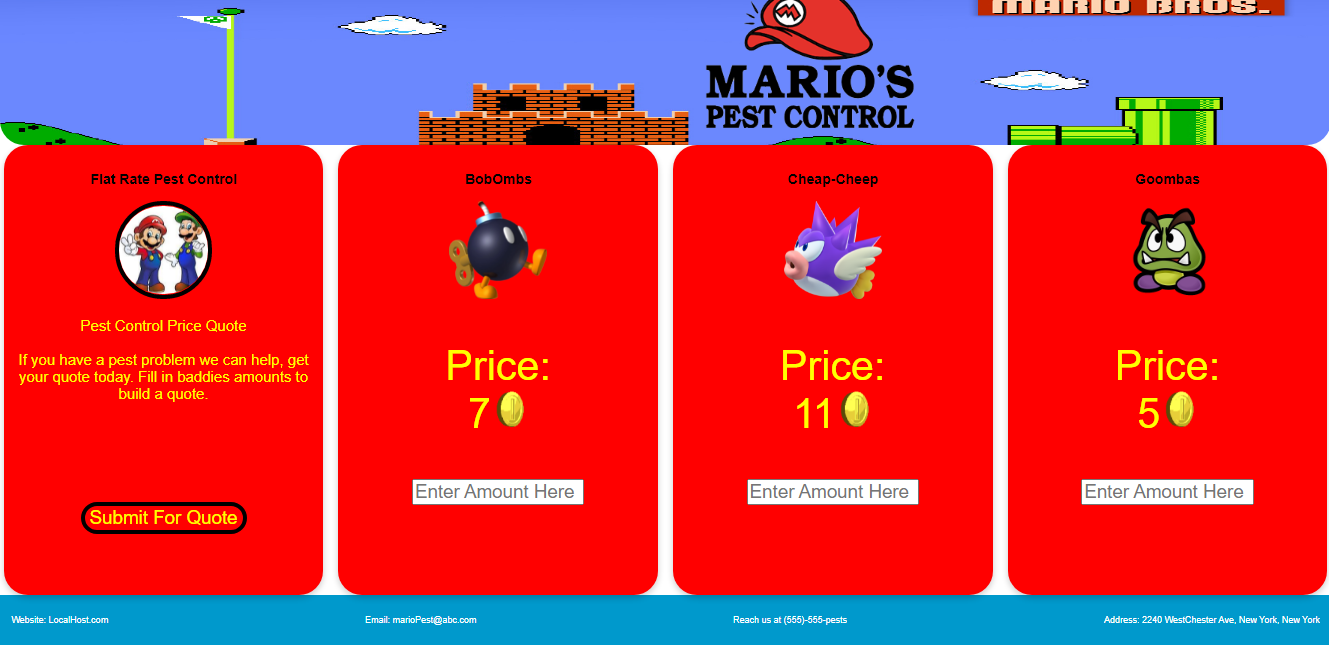 MARIO BROS.
MARIO'S
PEST CONTROL
Flat Rate Pest Control
Pest Control Price Quote
If you have a pest problem we can help, get
your quote today. Fill in baddies amounts to
build a quote.
Submit For Quote
BobOmbs
Price:
7
Enter Amount Here
Cheap-Cheep
Price:
11
Enter Amount Here
Goombas
Price:
5
Enter Amount Here
Website: LocalHost.com
Email: marioPest@abc.com
Reach us at (555)-555-pests
Address: 2240 WestChester Ave, New York, New York